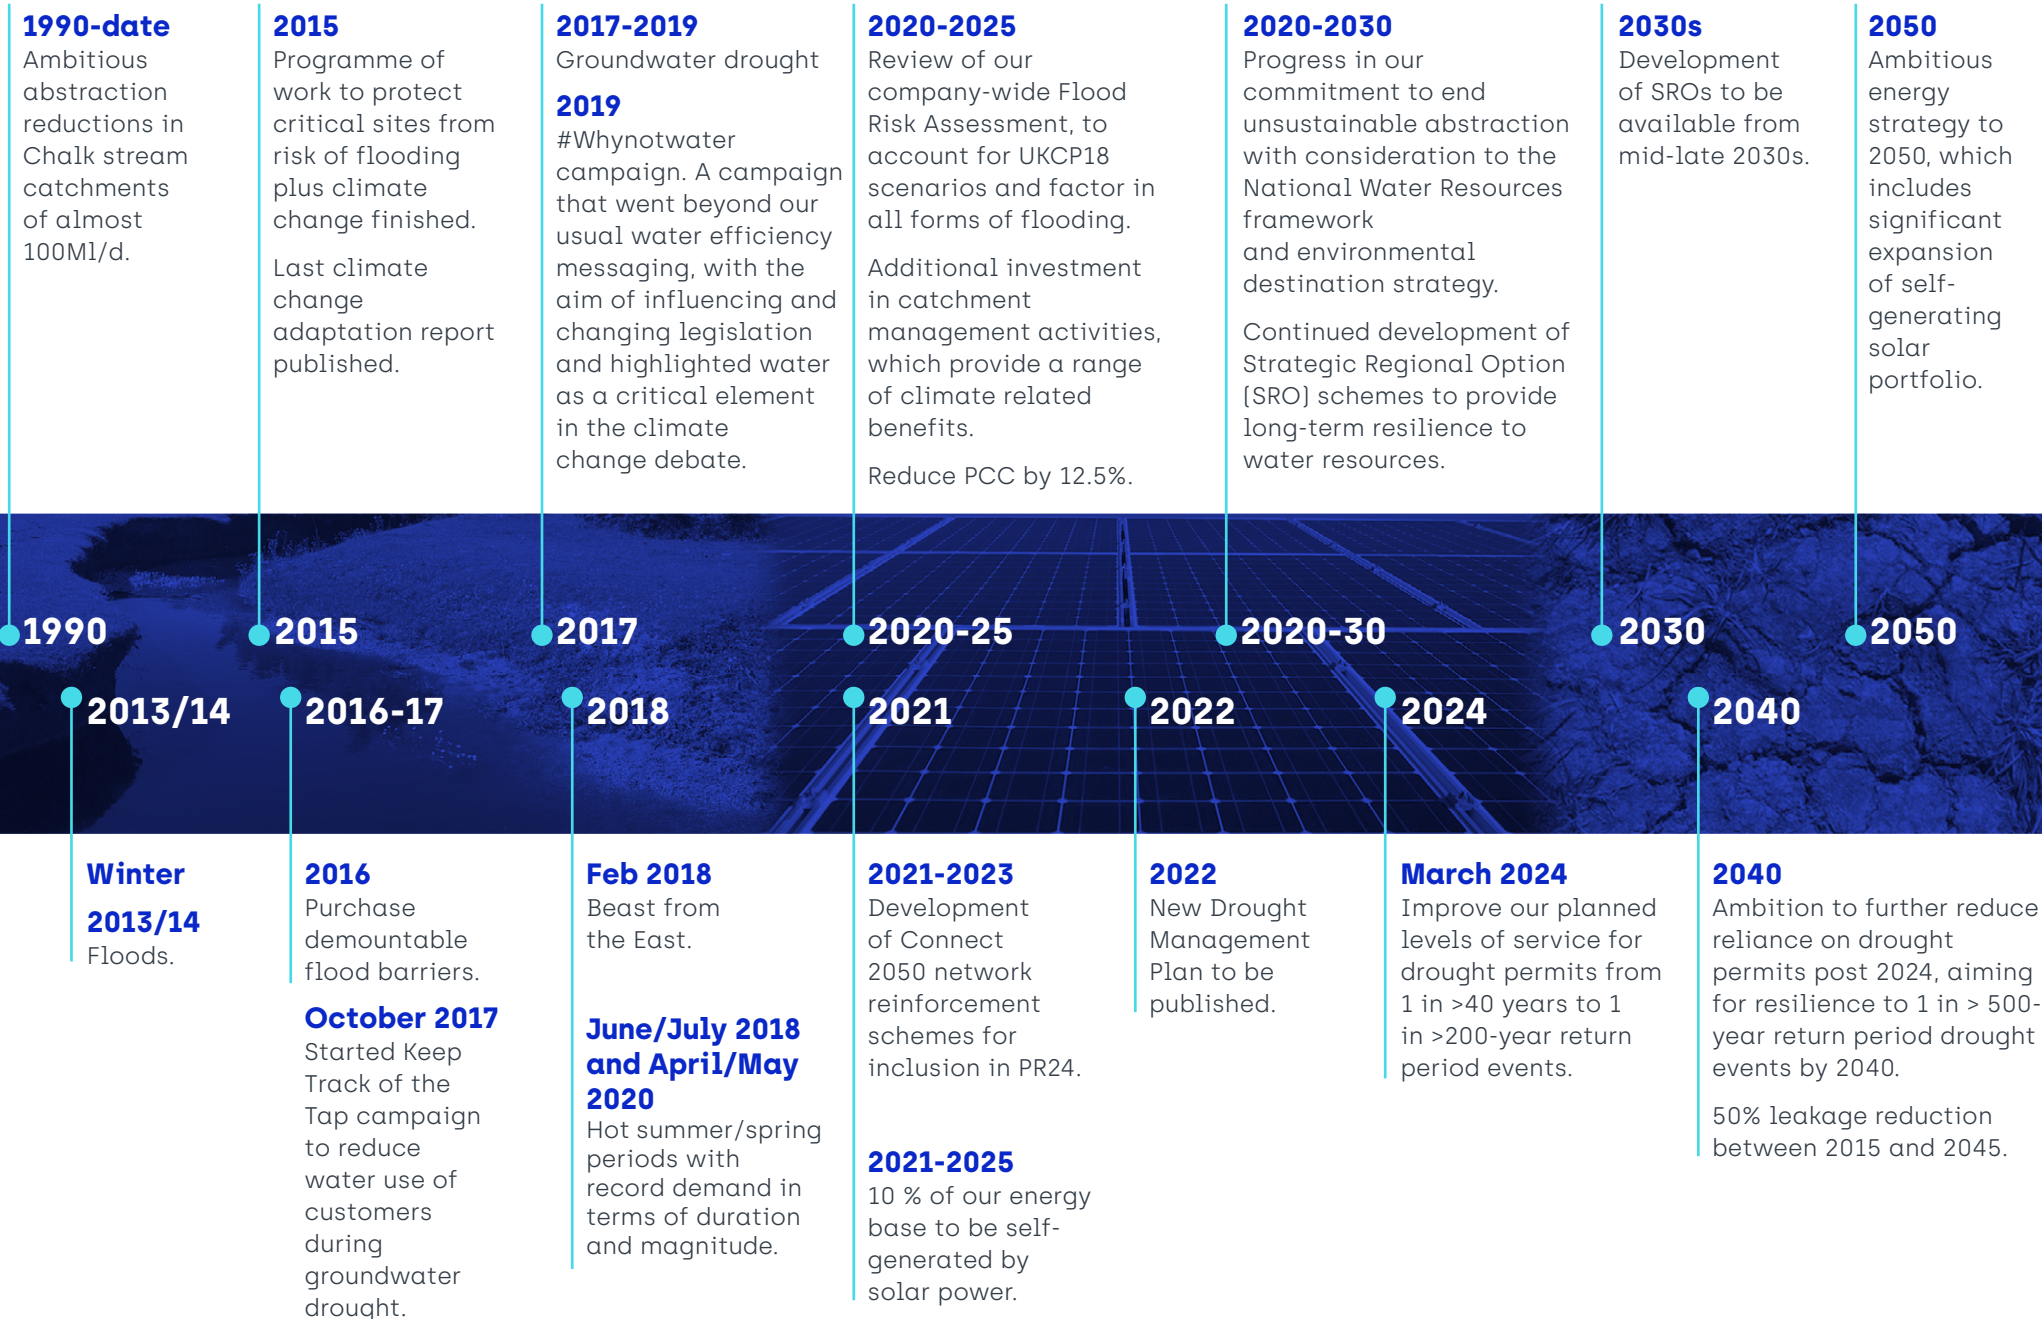 1990-date
Ambitious
abstraction
reductions in
Chalk stream
catchments
of almost
100Ml/d.
2015
Programme of
work to protect
critical sites from
risk of flooding
plus climate
change finished.
Last climate
change
adaptation report
published.
2017-2019
Groundwater drought
2019
#Whynotwater
campaign. A campaign
that went beyond our
usual water efficiency
messaging, with the
aim of influencing and
changing legislation
and highlighted water
as a critical element
in the climate
change debate.
2020-2025
Review of our
company-wide Flood
Risk Assessment, to
account for UKCP18
scenarios and factor in
all forms of flooding.
Additional investment
in catchment
management activities,
which provide a range
of climate related
benefits.
Reduce PCC by 12.5%.
2020-2030
Progress in our
commitment to end
unsustainable abstraction
with consideration to the
National Water Resources
framework
and environmental
destination strategy.
Continued development of
Strategic Regional Option
(SRO) schemes to provide
long-term resilience to
water resources.
2030s
Development
of SROs to be
available from
mid-late 2030s.
2050
Ambitious
energy
strategy to
2050, which
includes
significant
expansion
of self-
generating
solar
portfolio.
1990
2015
2017
2020-25
2020-30
2030
2050
2013/14
2016-17
2018
2021
2022
2024
2040
Winter
2013/14
Floods.
2016
Purchase
demountable
flood barriers.
October 2017
Started Keep
Track of the
Tap campaign
to reduce
water use of
customers
during
groundwater
drought.
Feb 2018
Beast from
the East.
June/July 2018
and April/May
2020
Hot summer/spring
periods with
record demand in
terms of duration
and magnitude.
2021-2023
Development
of Connect
2050 network
reinforcement
schemes for
inclusion in PR24.
2021-2025
10 % of our energy
base to be self-
generated by
solar power.
2022
New Drought
Management
Plan to be
published.
March 2024
Improve our planned
levels of service for
drought permits from
1 in >40 years to 1
in >200-year return
period events.
2040
Ambition to further reduce
reliance on drought
permits post 2024, aiming
for resilience to 1 in > 500-
year return period drought
events by 2040.
50% leakage reduction
between 2015 and 2045.